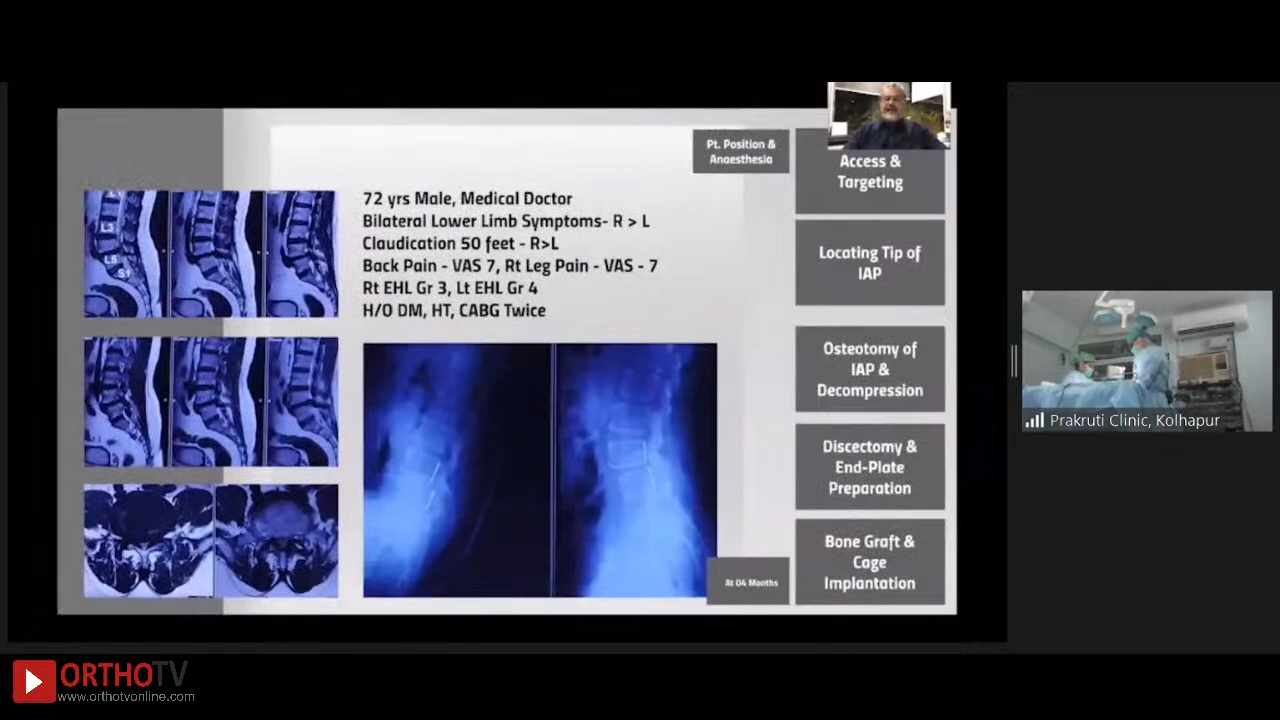 72 yrs Male, Medical Doctor
Bilateral Lower Limb Symptoms- R > L
Claudication 50 feet - R>L
Back Pain - VAS 7, Rt Leg Pain - VAS - 7
Rt EHL Gr 3, Lt EHL Gr 4
H/O DM, HT, CABG Twice
L3
L5
S1
At 04 Months
Pt. Position &
Anaesthesia
Access &
Targeting
Locating Tip of
IAP
Osteotomy of
IAP &
Decompression
Discectomy &
End-Plate
Preparation
Bone Graft &
Cage
Implantation
Prakruti Clinic, Kolhapur
ORTHOTV
www.orthotvonline.com